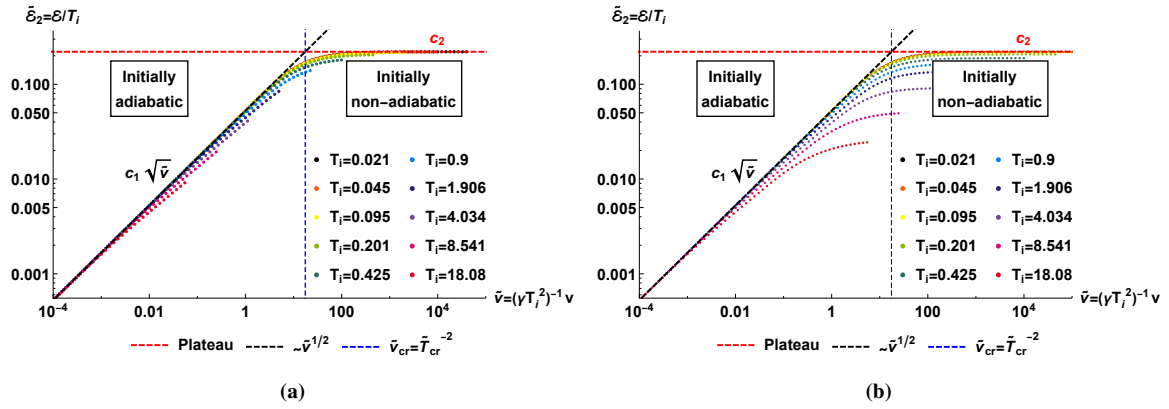 ℰ̃₂=ℰ/Tᵢ
c₂
0.100
0.050
0.010
0.005
0.001
Initially
adiabatic
Initially
non-adiabatic
c₁ √ṽ
Tᵢ=0.021 Tᵢ=0.9
Tᵢ=0.045 Tᵢ=1.906
Tᵢ=0.095 Tᵢ=4.034
Tᵢ=0.201 Tᵢ=8.541
Tᵢ=0.425 Tᵢ=18.08
10⁻⁴ 0.01 1 100 10⁴
ṽ=(γTᵢ²)⁻¹ v
Plateau ~ṽ^1/2 ṽcr=T̃cr⁻²
(a)
ℰ̃₂=ℰ/Tᵢ
c₂
0.100
0.050
0.010
0.005
0.001
Initially
adiabatic
Initially
non-adiabatic
c₁ √ṽ
Tᵢ=0.021 Tᵢ=0.9
Tᵢ=0.045 Tᵢ=1.906
Tᵢ=0.095 Tᵢ=4.034
Tᵢ=0.201 Tᵢ=8.541
Tᵢ=0.425 Tᵢ=18.08
10⁻⁴ 0.01 1 100 10⁴
ṽ=(γTᵢ²)⁻¹ v
Plateau ~ṽ^1/2 ṽcr=T̃cr⁻²
(b)